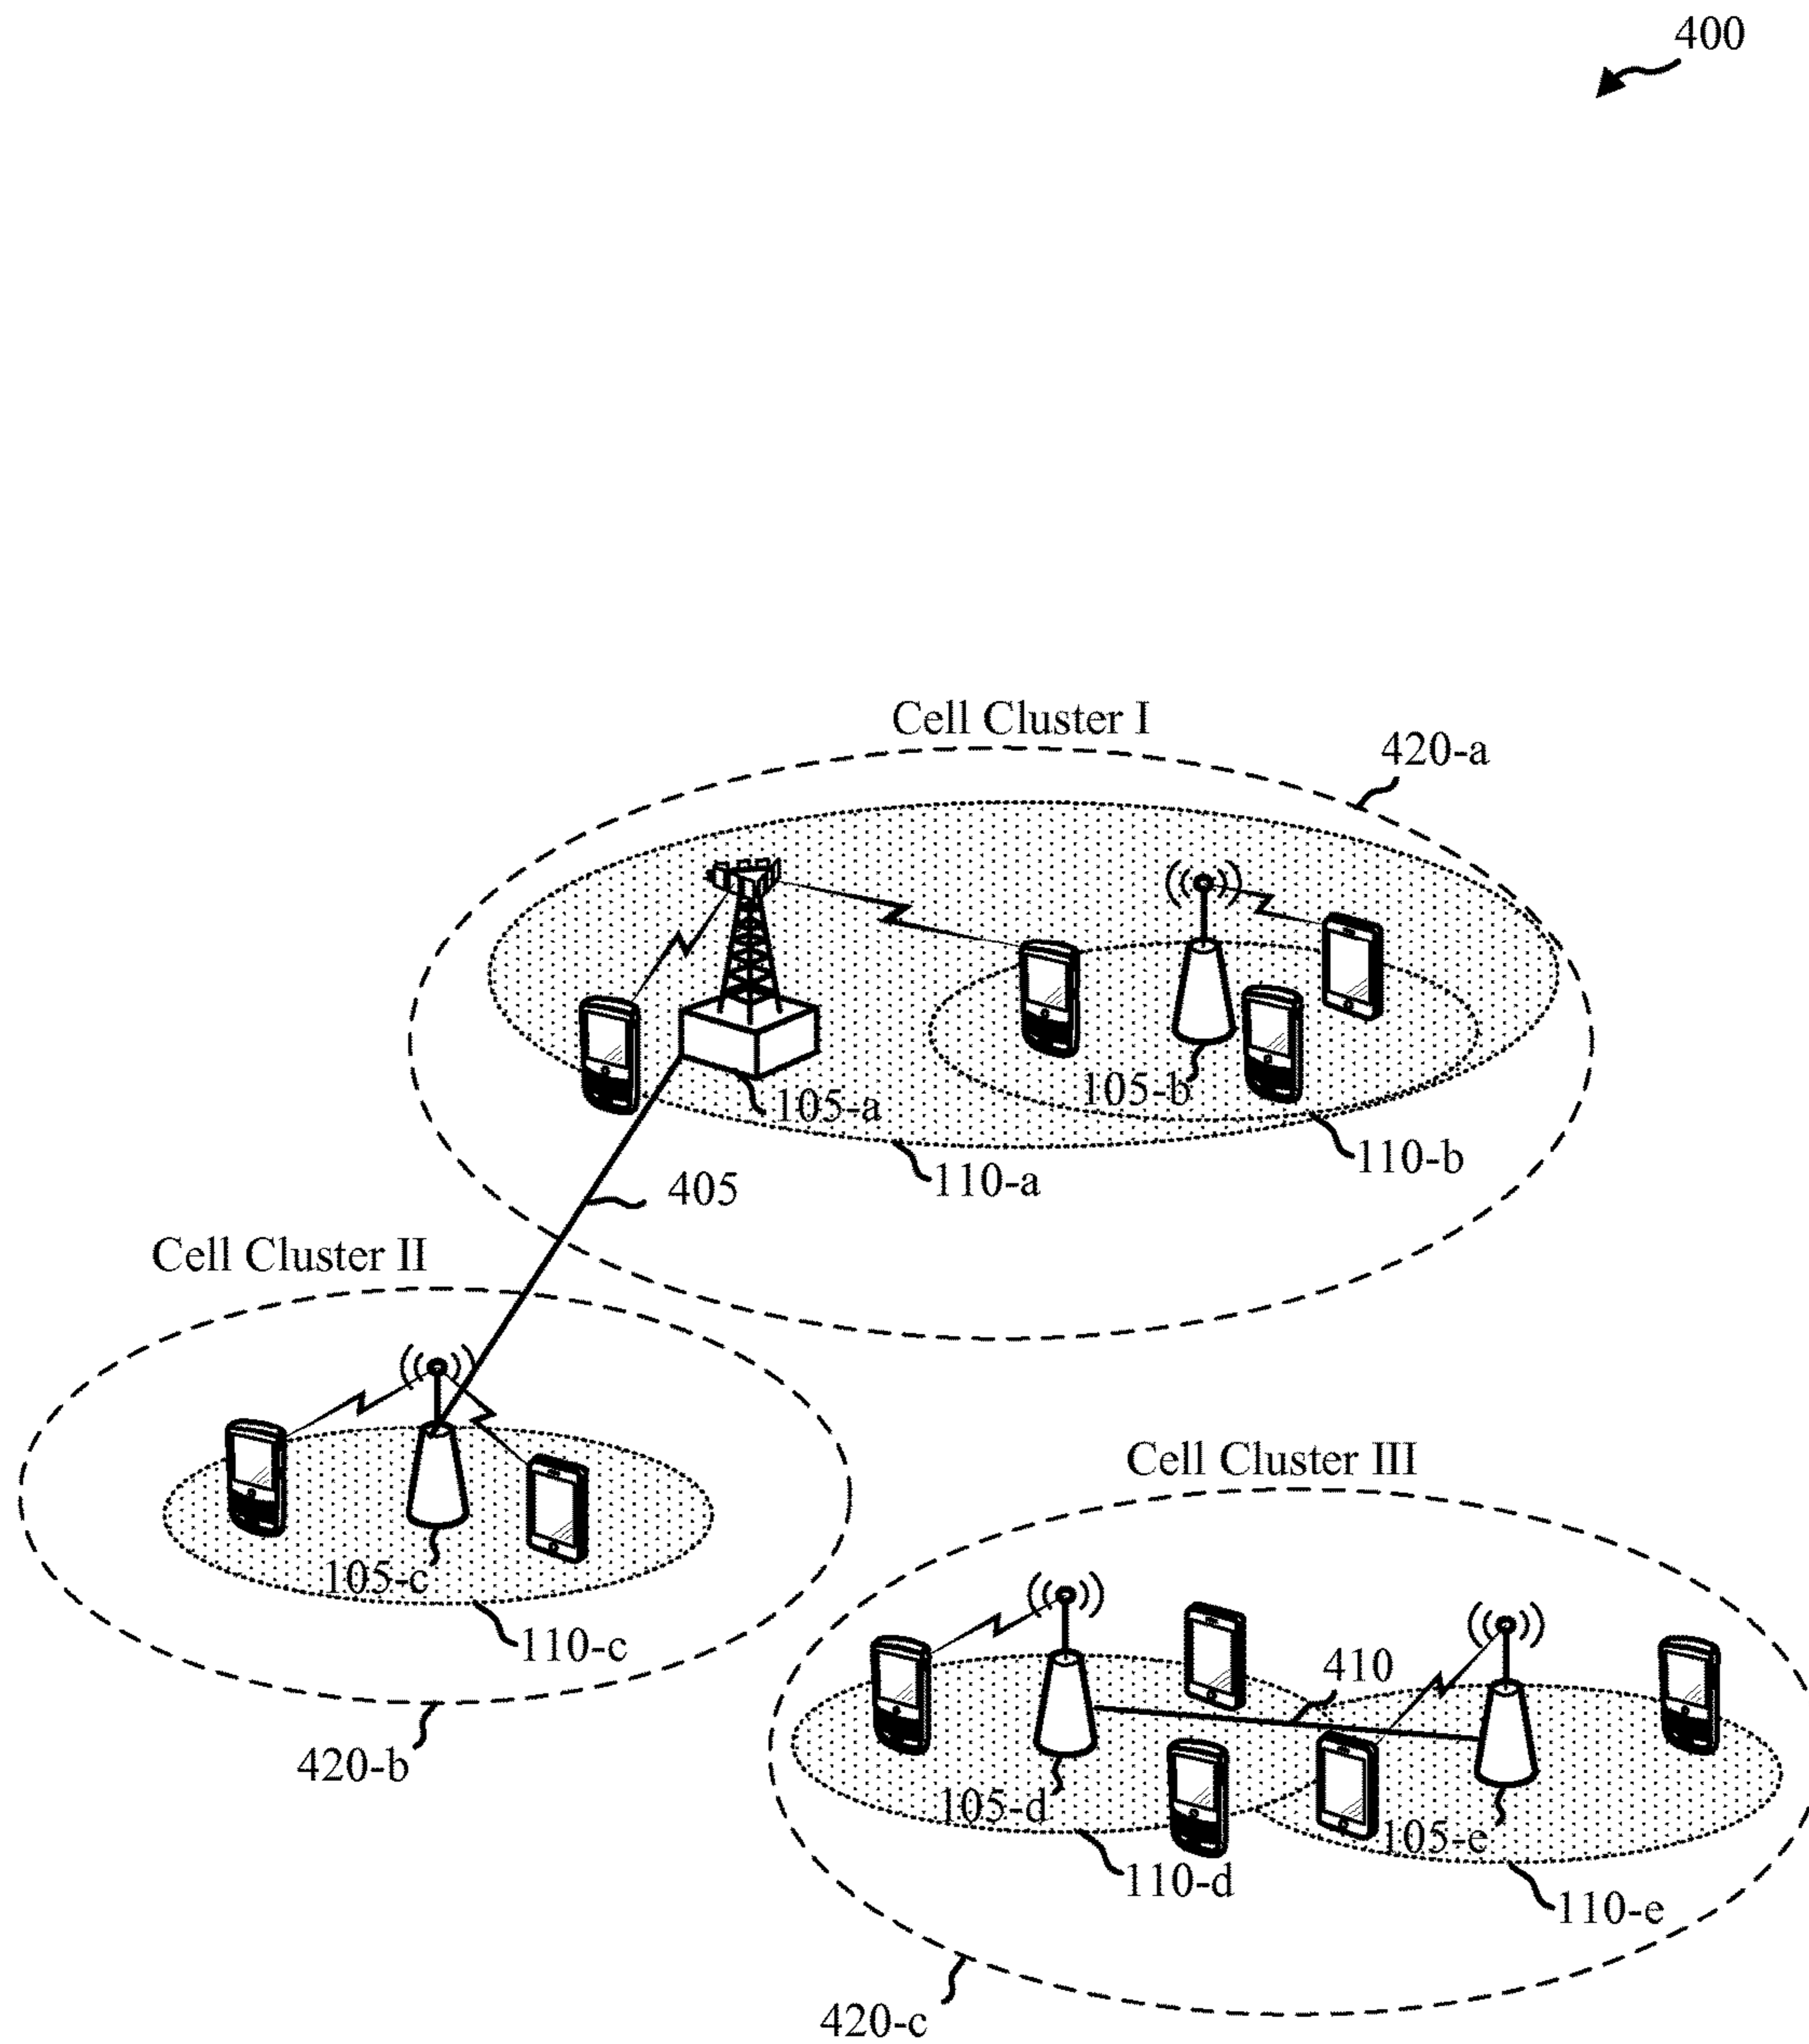 400
Cell Cluster I
420-a
105-a
105-b
110-a
110-b
405
Cell Cluster II
105-c
110-c
420-b
Cell Cluster III
410
105-d
105-e
110-d
110-e
420-c